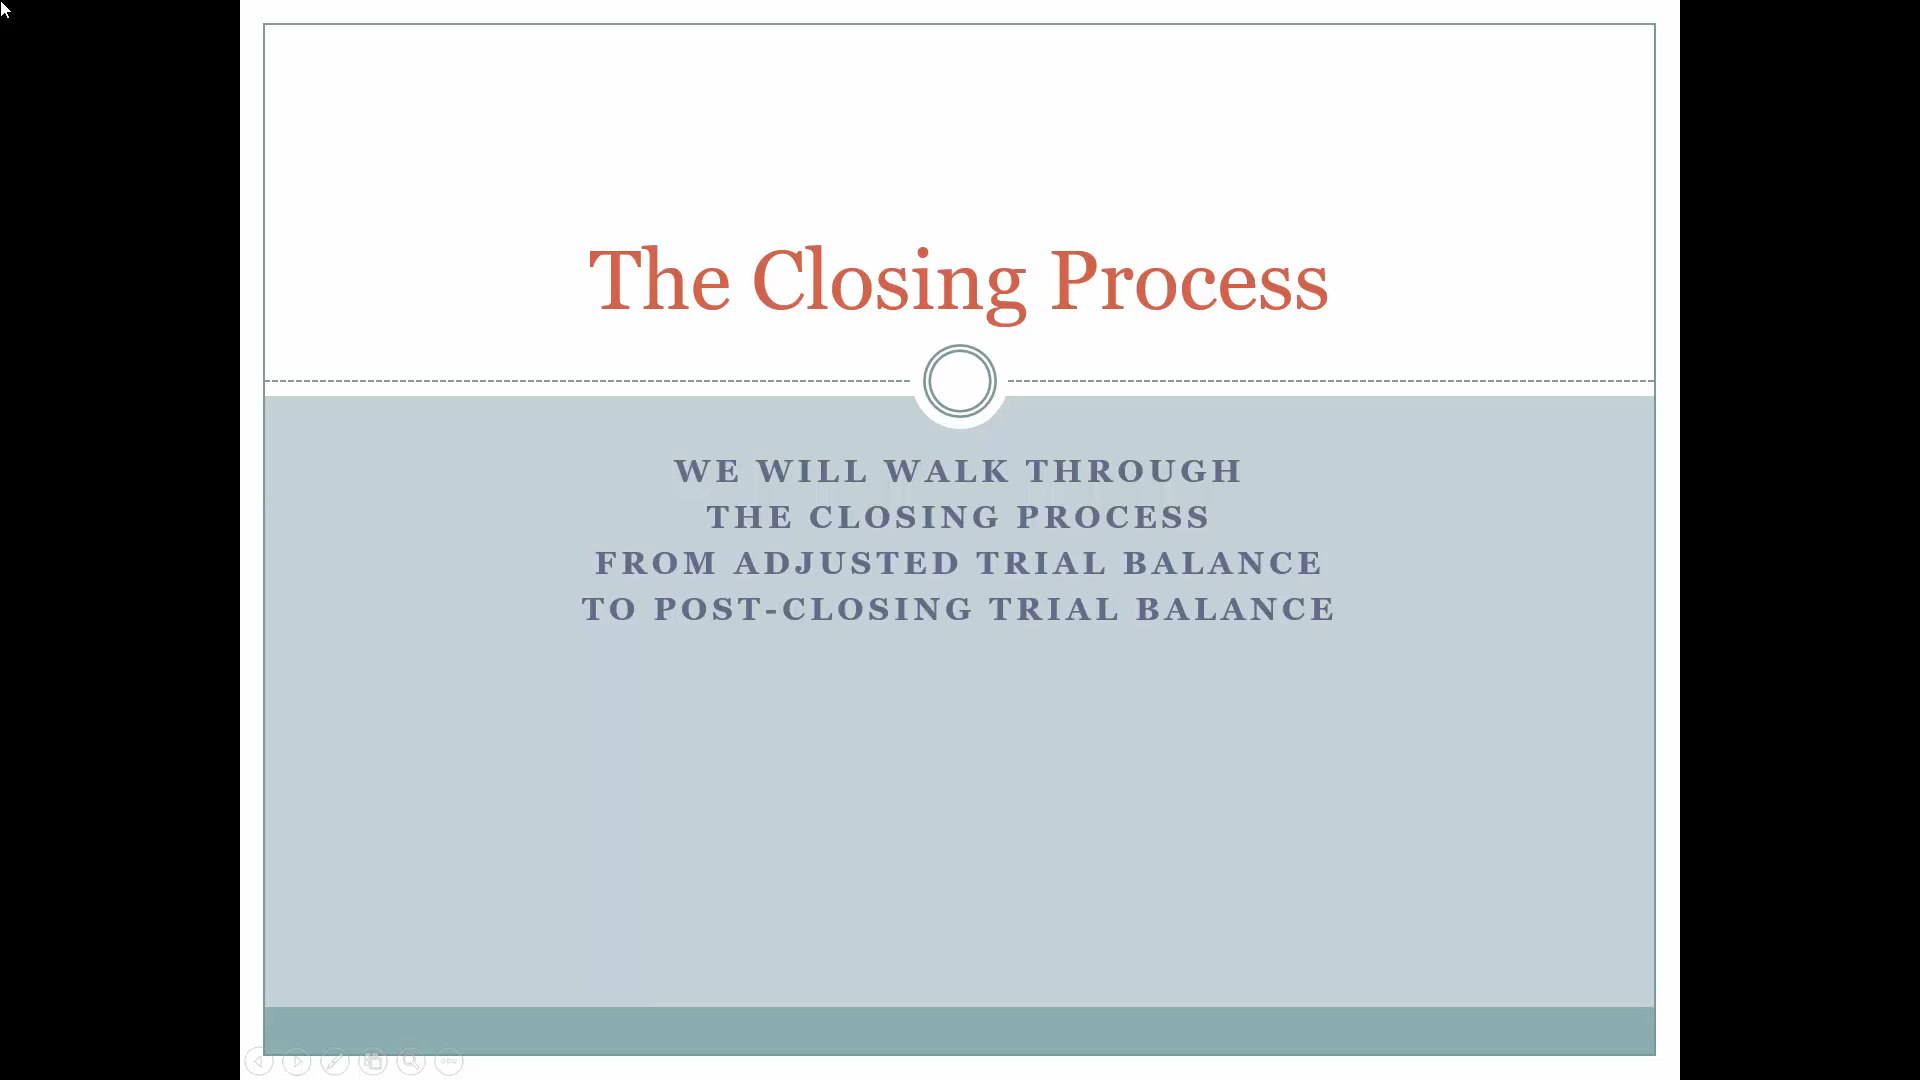 The Closing Process
WE WILL WALK THROUGH
THE CLOSING PROCESS
FROM ADJUSTED TRIAL BALANCE
TO POST-CLOSING TRIAL BALANCE